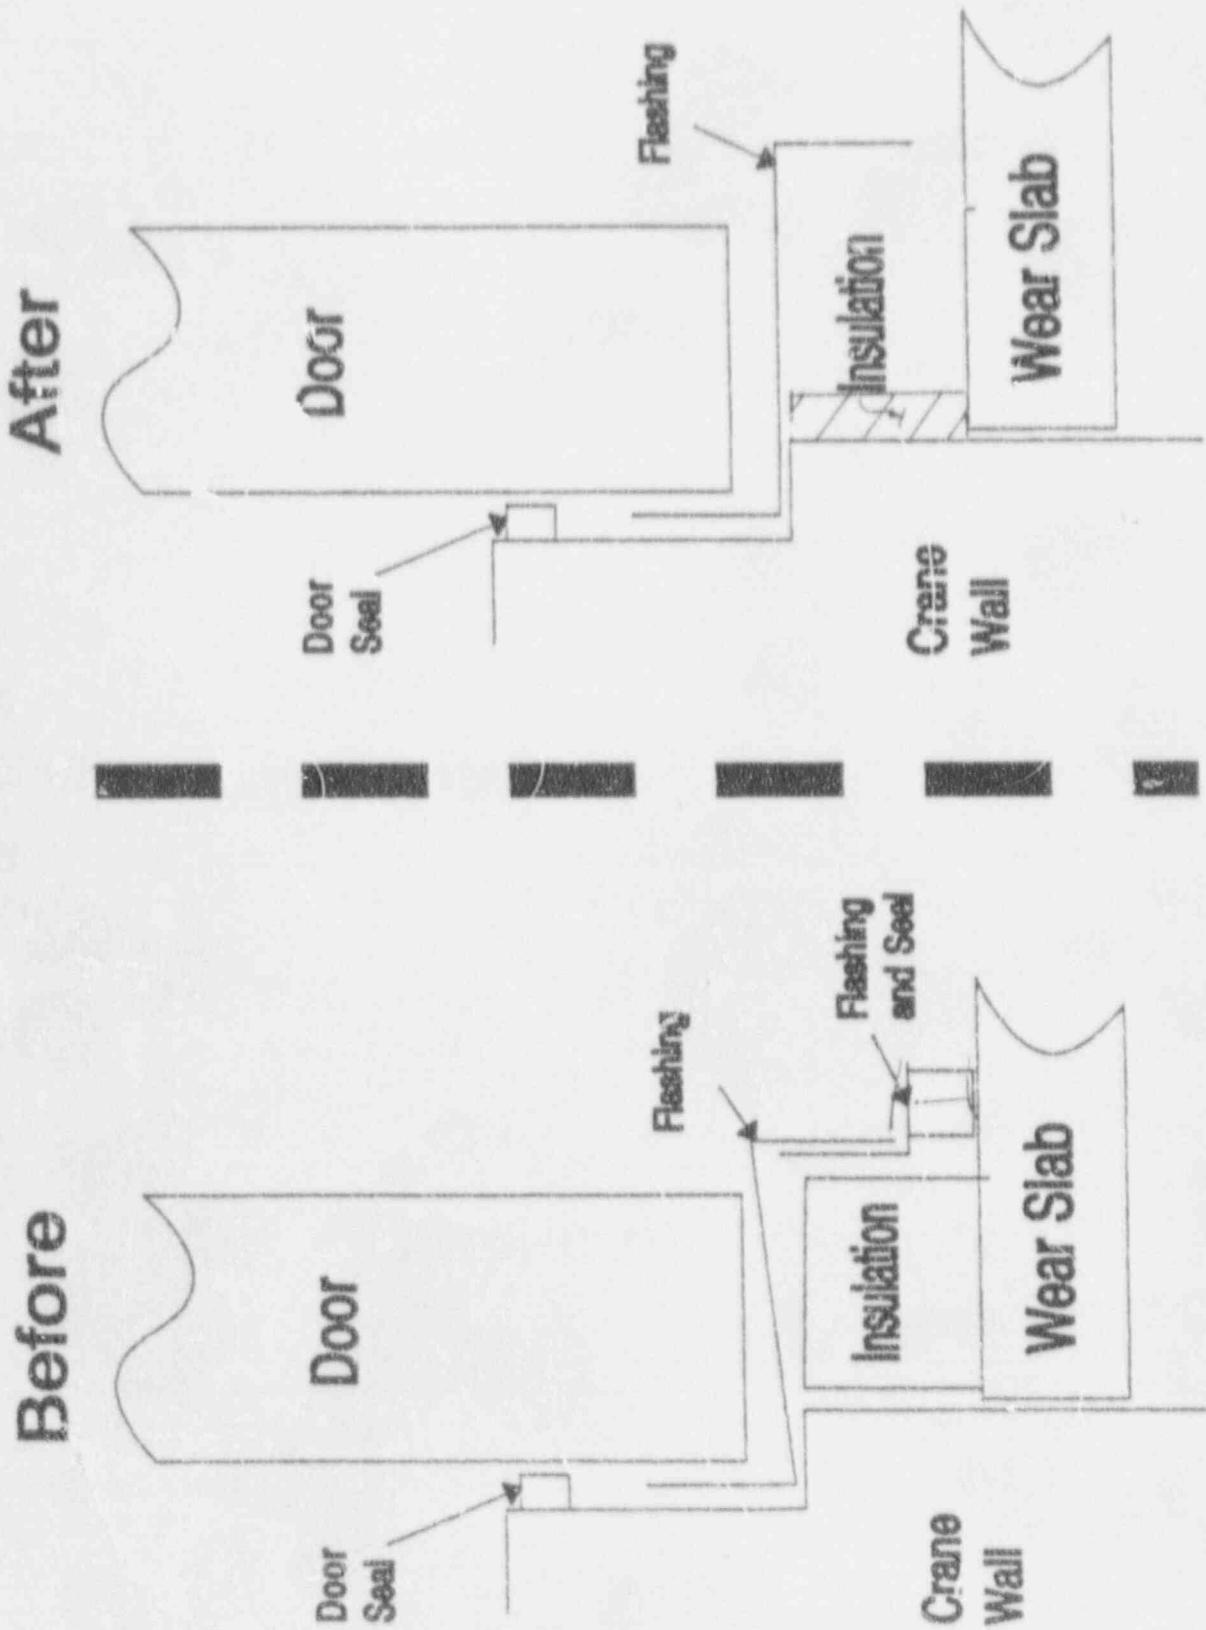 Before
Door
Seal
Door
Flashing
Flashing
and Seal
Insulation
Crane
Wall
Wear Slab
After
Door
Seal
Door
Flashing
Insulation
Crane
Wall
Wear Slab